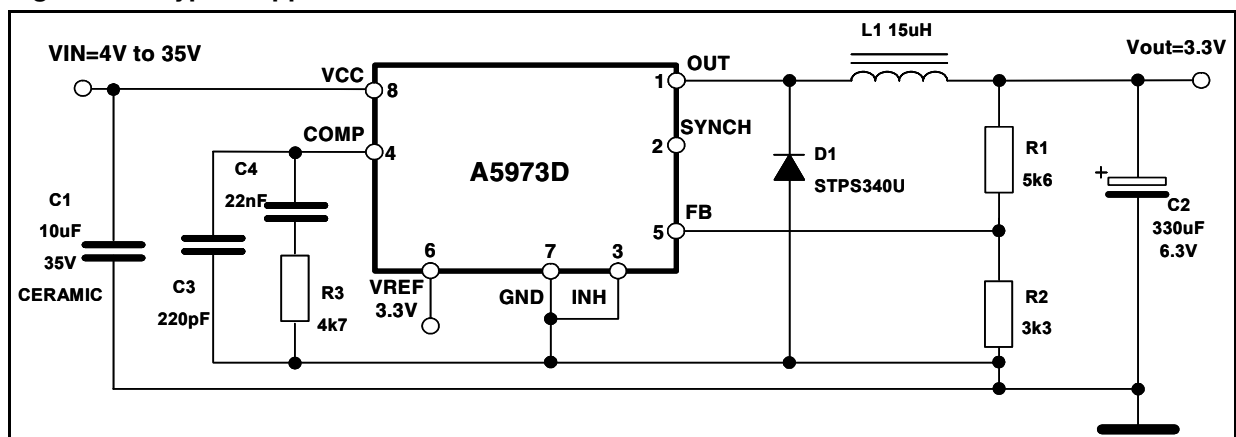 VIN=4V to 35V
VCC
8
COMP
4
C4
22nF
C1
10uF
35V
CERAMIC
C3
220pF
R3
4k7
A5973D
6
VREF
3.3V
7
GND
3
INH
OUT
1
SYNCH
2
FB
5
L1 15uH
D1
STPS340U
Vout=3.3V
R1
5k6
R2
3k3
+
C2
330uF
6.3V